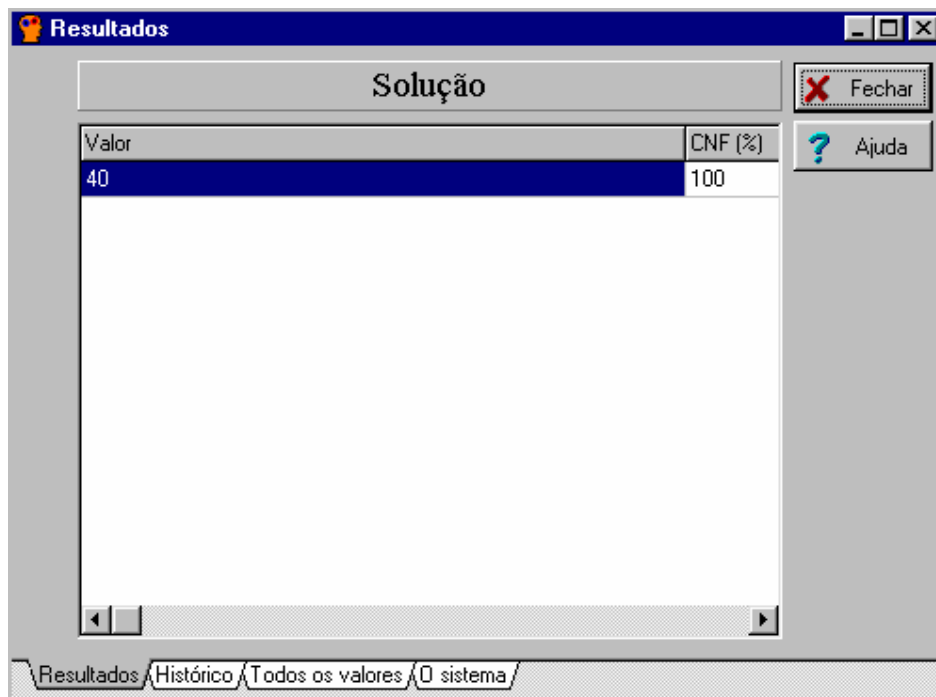 Resultados
Solução
Fechar
Ajuda
Valor CNF (%)
40 100
Resultados Histórico Todos os valores O sistema